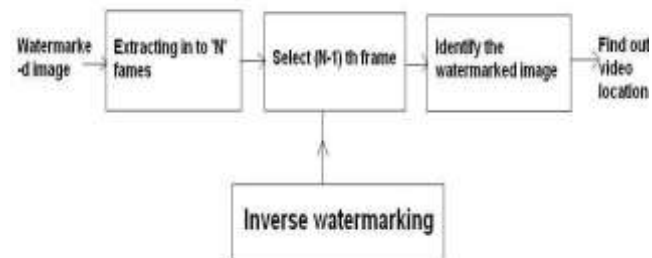 Watermarke
-d image
Extracting in to 'N'
fames
Select (N-1) th frame
Identify the
watermarked image
Find out
video
location
Inverse watermarking